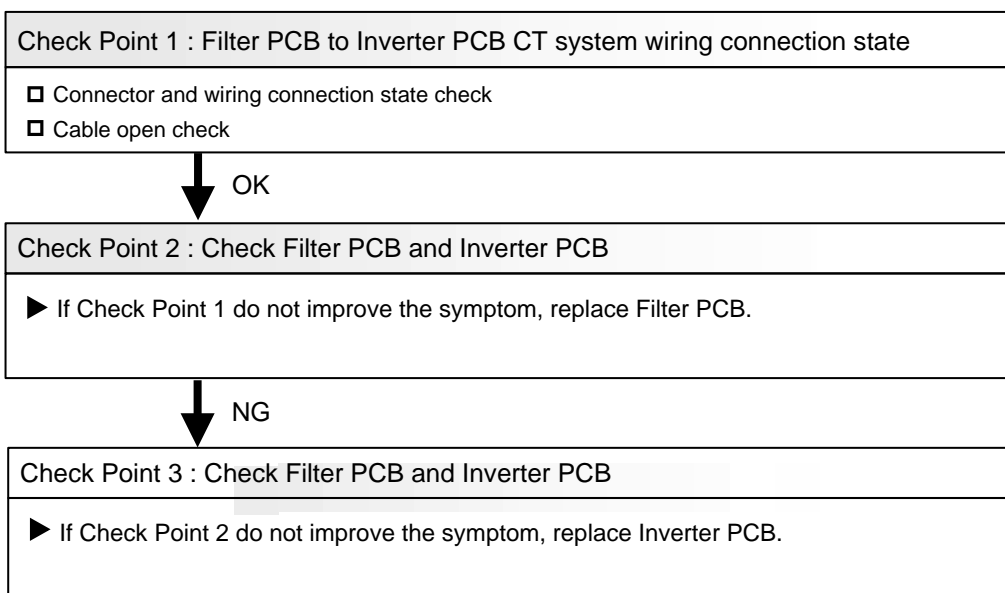 Check Point 1 : Filter PCB to Inverter PCB CT system wiring connection state
Connector and wiring connection state check
Cable open check
OK
Check Point 2 : Check Filter PCB and Inverter PCB
▶ If Check Point 1 do not improve the symptom, replace Filter PCB.
NG
Check Point 3 : Check Filter PCB and Inverter PCB
▶ If Check Point 2 do not improve the symptom, replace Inverter PCB.